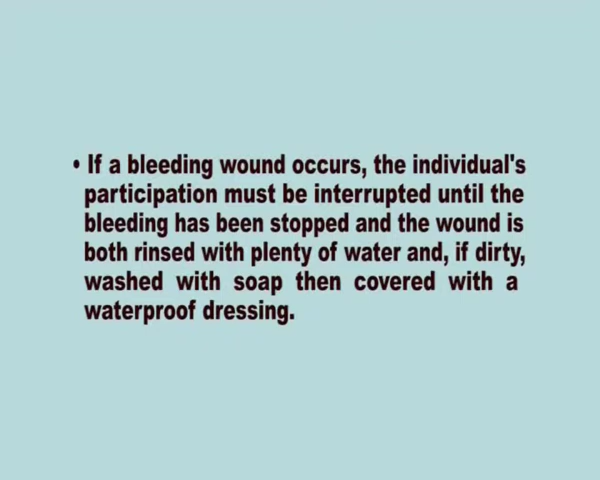 • If a bleeding wound occurs, the individual's
participation must be interrupted until the
bleeding has been stopped and the wound is
both rinsed with plenty of water and, if dirty,
washed with soap then covered with a
waterproof dressing.